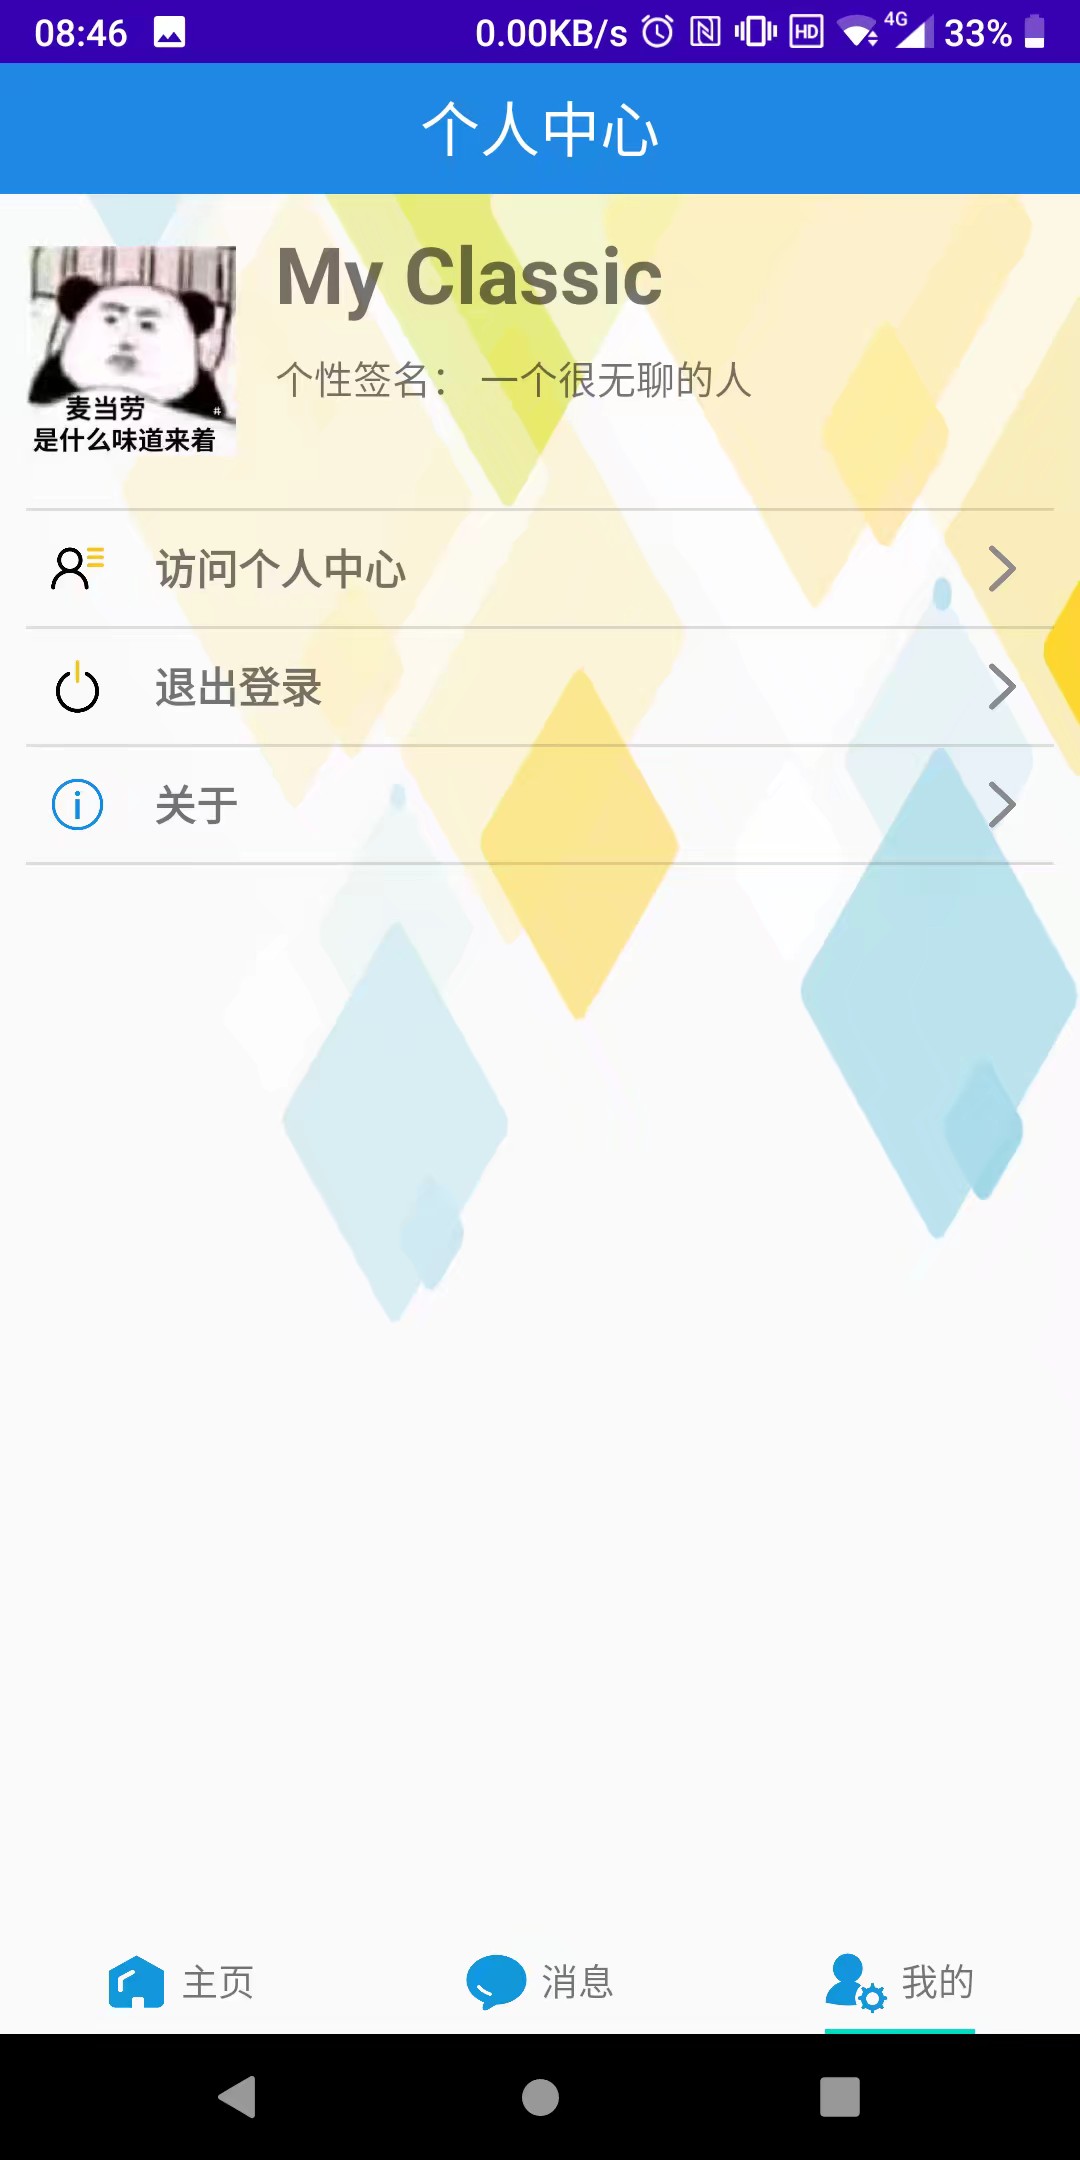 08:46 0.00KB/s HD 4G 33%
个人中心
My Classic
个性签名： 一个很无聊的人
麦当劳 #
是什么味道来着
访问个人中心
退出登录
关于
主页 消息 我的